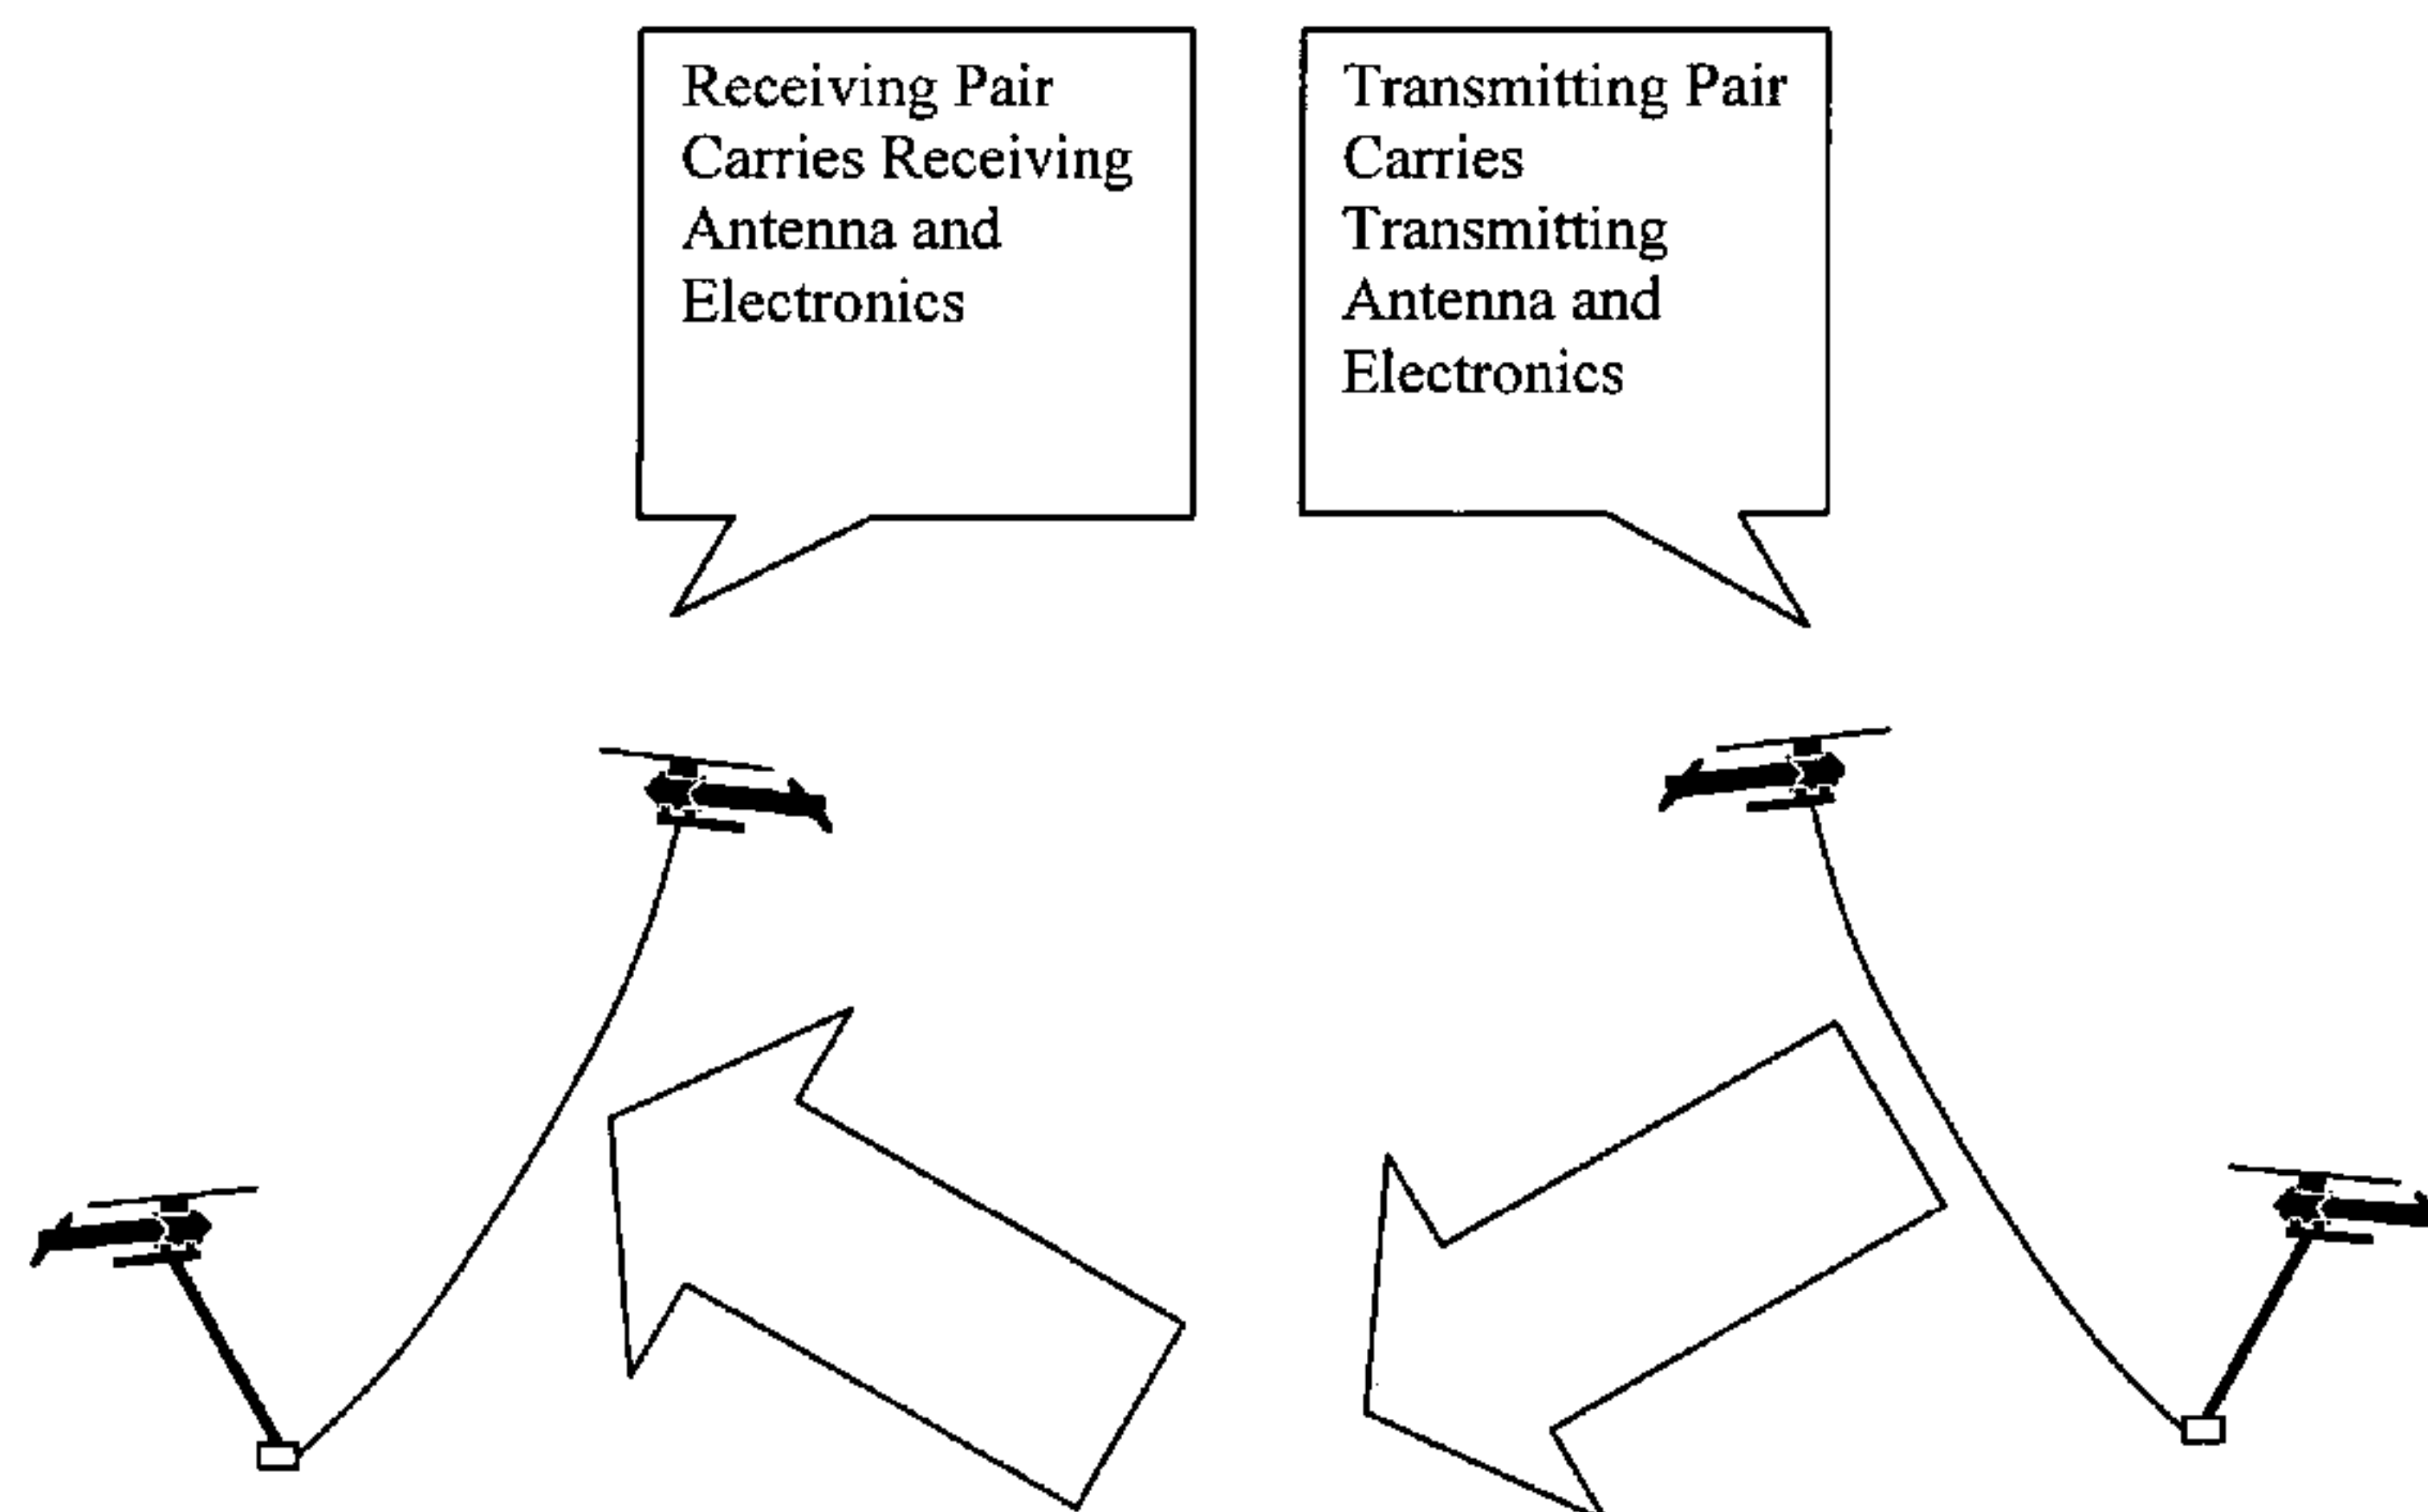 Receiving Pair
Carries Receiving
Antenna and
Electronics
Transmitting Pair
Carries
Transmitting
Antenna and
Electronics